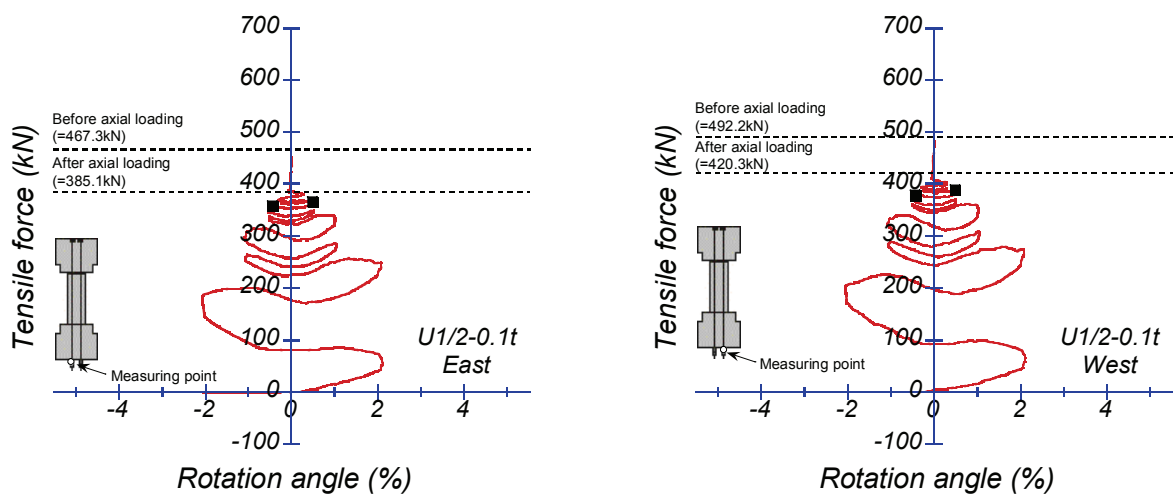 700
600
Before axial loading
(=467.3kN)
500
After axial loading
(=385.1kN)
400
300
200
100
0
-100
Tensile force (kN)
U1/2-0.1t
East
Measuring point
-4
-2
0
2
4
Rotation angle (%)
700
600
Before axial loading
(=492.2kN)
500
After axial loading
(=420.3kN)
400
300
200
100
0
-100
Tensile force (kN)
U1/2-0.1t
West
Measuring point
-4
-2
0
2
4
Rotation angle (%)